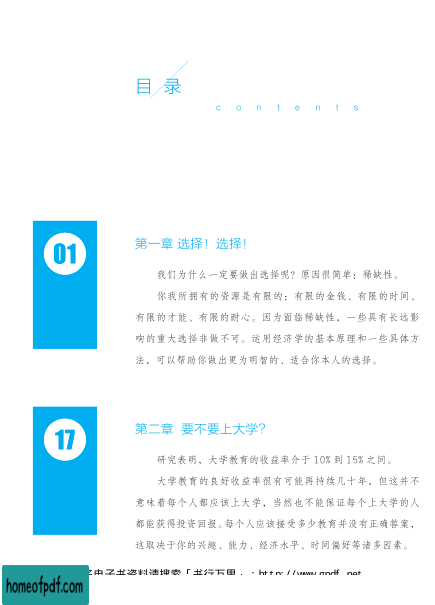 目 录
contents
01
第一章 选择！选择！
我们为什么一定要做出选择呢？原因很简单：稀缺性。
你我所拥有的资源是有限的：有限的金钱、有限的时间、
有限的才能、有限的耐心。因为面临稀缺性，一些具有长远影
响的重大选择非做不可。运用经济学的基本原理和一些具体方
法，可以帮助你做出更为明智的、适合你本人的选择。
17
第二章 要不要上大学？
研究表明，大学教育的收益率介于 10% 到 15% 之间。
大学教育的良好收益率很有可能再持续几十年，但这并不
意味着每个人都应该上大学，当然也不能保证每个上大学的人
都能获得投资回报。每个人应该接受多少教育并没有正确答案，
这取决于你的兴趣、能力、经济水平、时间偏好等诸多因素。
电子书资料请搜索「书行万里
homeofpdf.com